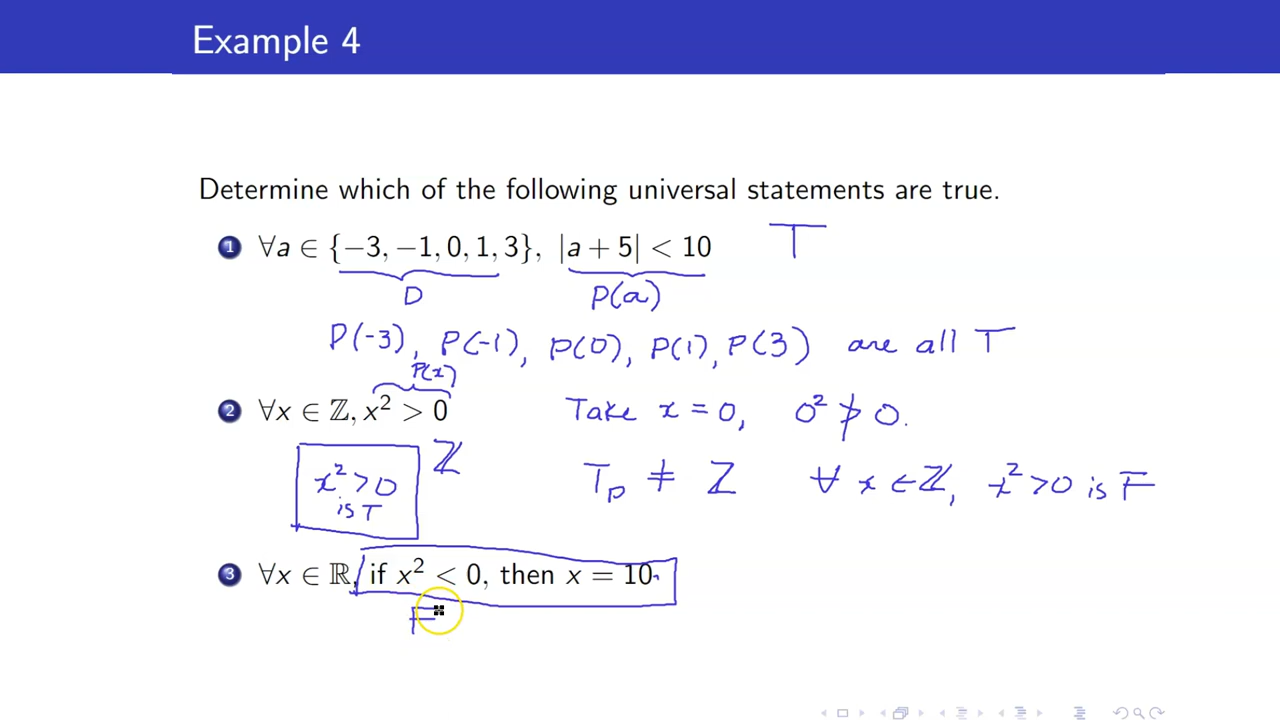 Example 4
Determine which of the following universal statements are true.
1 ∀a ∈ {−3, −1, 0, 1, 3}, |a + 5| < 10 T
D P(a)
P(-3), P(-1), P(0), P(1), P(3) are all T
P(x)
2 ∀x ∈ ℤ, x² > 0 Take x = 0, 0² ≯ 0.
x² > 0 is T ℤ T_P ≠ ℤ ∀ x ∈ ℤ, x² > 0 is F
3 ∀x ∈ ℝ, if x² < 0, then x = 10.
F